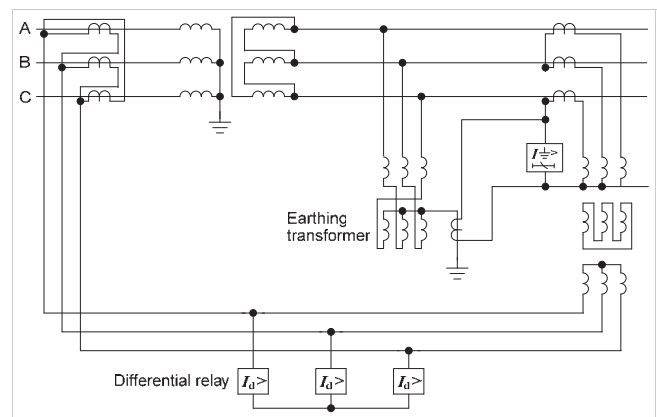 A
B
C
I ⏚ >
Earthing
transformer
Differential relay
Id>
Id>
Id>